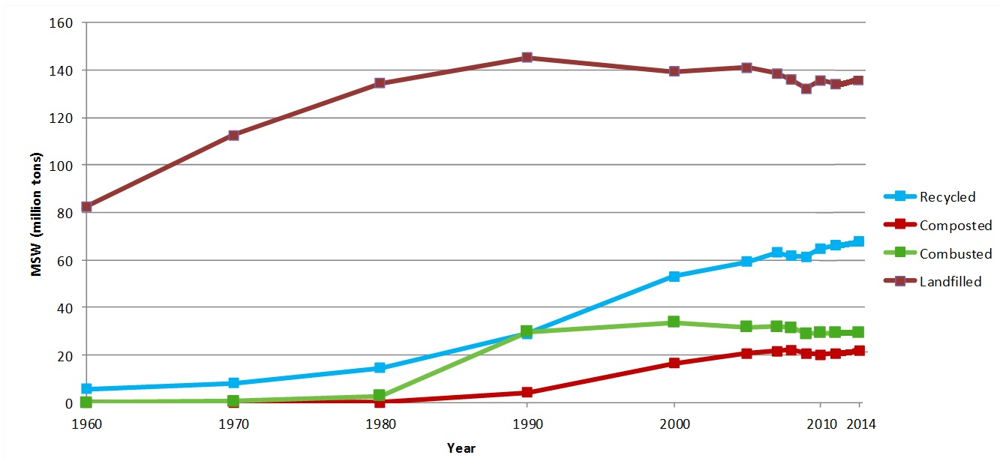 160
140
120
100
80
60
40
20
0
MSW (million tons)
1960 1970 1980 1990 2000 2010 2014
Year
Recycled
Composted
Combusted
Landfilled